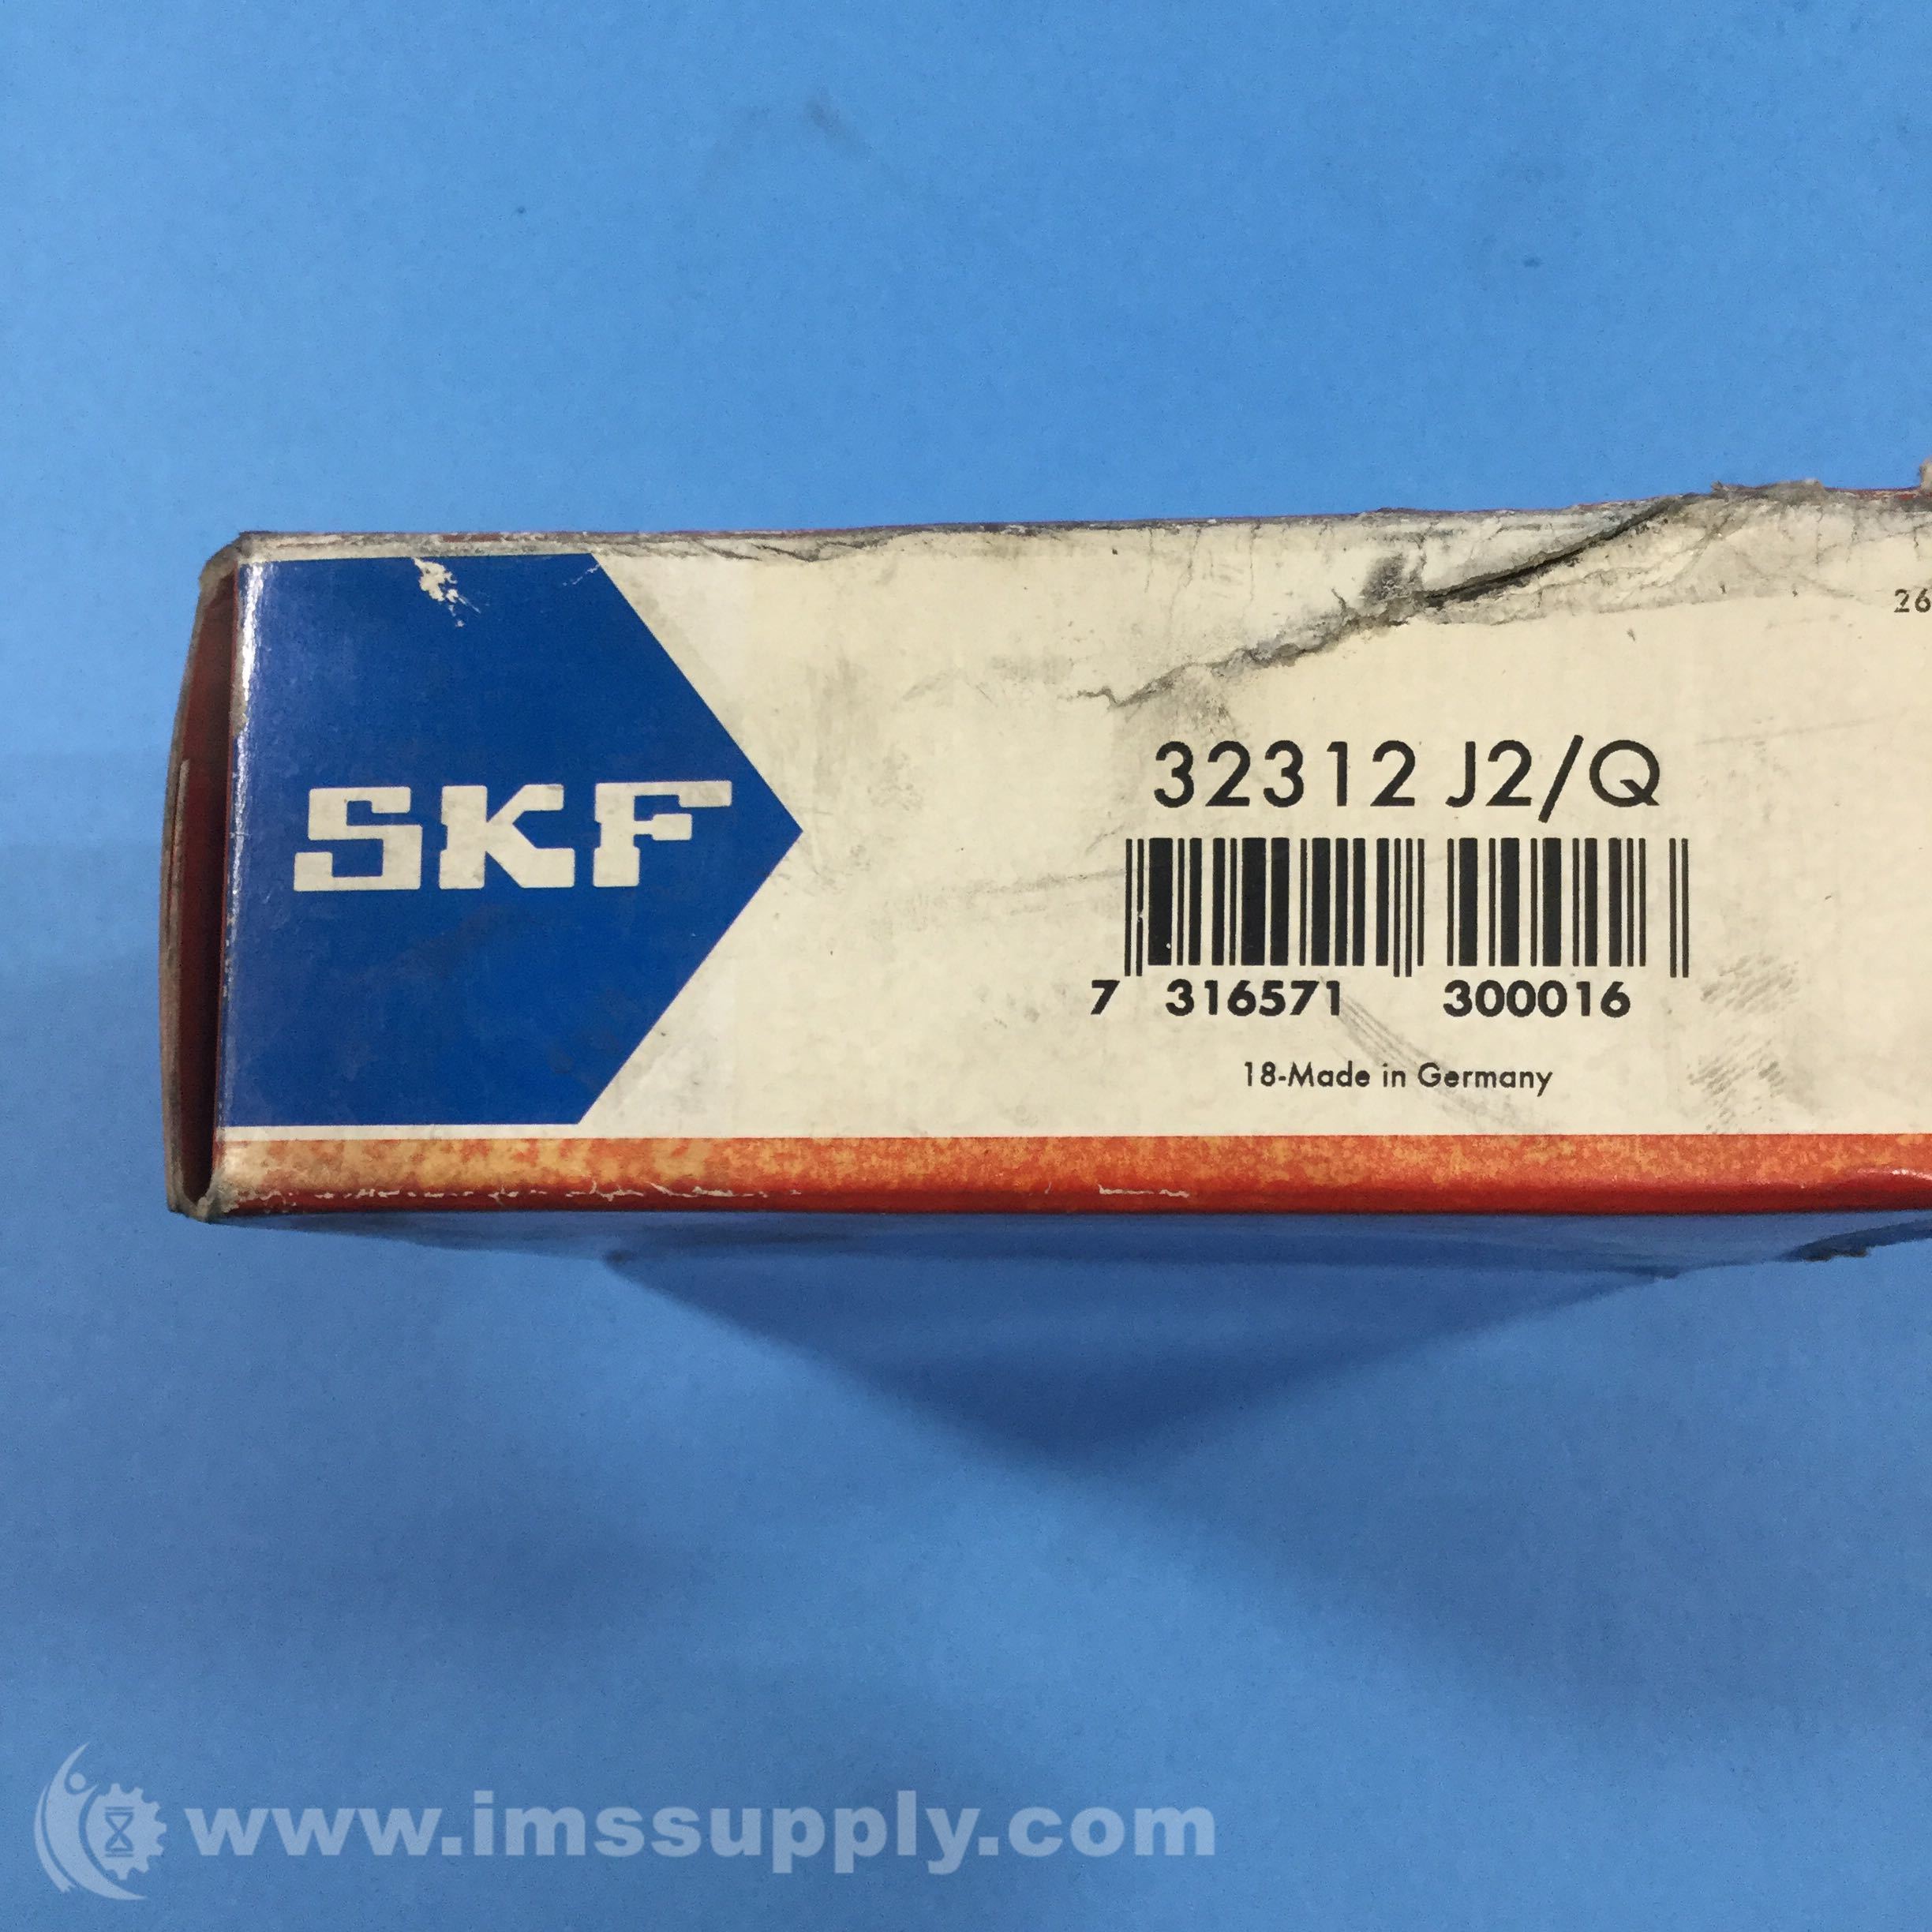 SKF
26
32312 J2/Q
7 316571 300016
18-Made in Germany
www.imssupply.com